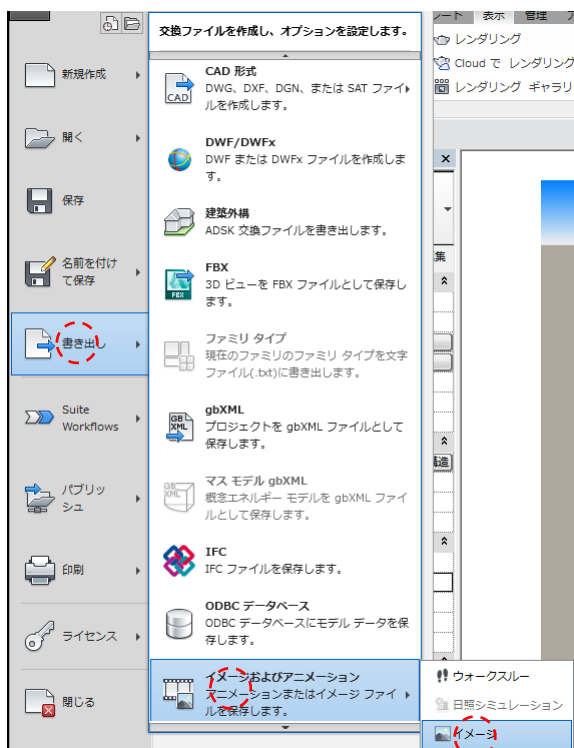 交換ファイルを作成し、オプションを設定します。
新規作成
開く
保存
名前を付け
て保存
書き出し
Suite
Workflows
パブリッ
シュ
印刷
ライセンス
閉じる
CAD 形式
DWG、DXF、DGN、または SAT ファイ
ルを作成します。
DWF/DWFx
DWF または DWFx ファイルを作成しま
す。
建築外構
ADSK 交換ファイルを書き出します。
FBX
3D ビューを FBX ファイルとして保存し
ます。
ファミリ タイプ
現在のファミリのファミリ タイプを文字
ファイル(.txt)に書き出します。
gbXML
プロジェクトを gbXML ファイルとして
保存します。
マス モデル gbXML
概念エネルギー モデルを gbXML ファイ
ルとして保存します。
IFC
IFC ファイルを保存します。
ODBC データベース
ODBC データベースにモデル データを保
存します。
イメージおよびアニメーション
アニメーションまたはイメージ ファイ
ルを保存します。
ウォークスルー
日照シミュレーション
イメージ
表示
管理
レンダリング
Cloud で レンダリング
レンダリング ギャラリ
集
構造
CAD
FBX
GB
XML
GB
XML